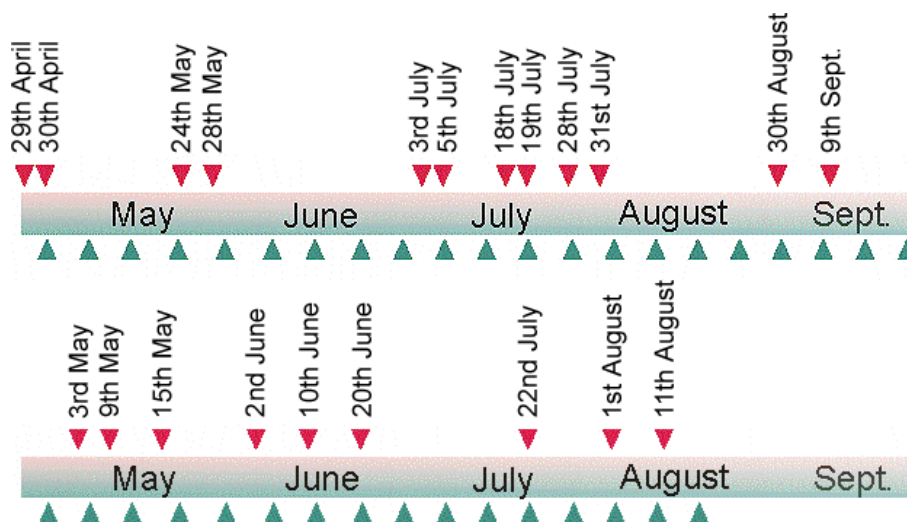 29th April
30th April
24th May
28th May
3rd July
5th July
18th July
19th July
28th July
31st July
30th August
9th Sept.
May June July August Sept.
3rd May
9th May
15th May
2nd June
10th June
20th June
22nd July
1st August
11th August
May June July August Sept.